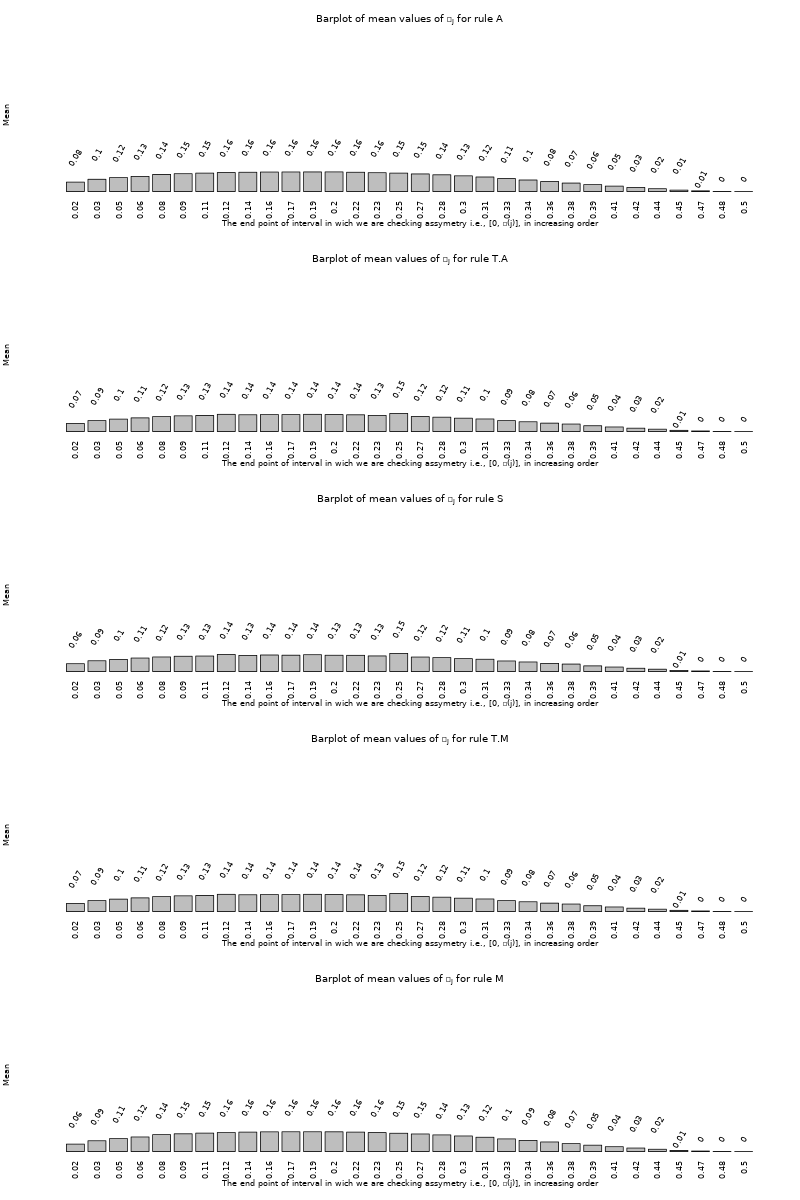 Barplot of mean values of □j for rule A
Mean
0.08 0.1 0.12 0.13 0.14 0.15 0.15 0.16 0.16 0.16 0.16 0.16 0.16 0.16 0.16 0.15 0.15 0.14 0.13 0.12 0.11 0.1 0.08 0.07 0.06 0.05 0.03 0.02 0.01 0.01 0 0
0.02 0.03 0.05 0.06 0.08 0.09 0.11 0.12 0.14 0.16 0.17 0.19 0.2 0.22 0.23 0.25 0.27 0.28 0.3 0.31 0.33 0.34 0.36 0.38 0.39 0.41 0.42 0.44 0.45 0.47 0.48 0.5
The end point of interval in wich we are checking assymetry i.e., [0, □(j)], in increasing order
Barplot of mean values of □j for rule T.A
Mean
0.07 0.09 0.1 0.11 0.12 0.13 0.13 0.14 0.14 0.14 0.14 0.14 0.14 0.14 0.13 0.15 0.12 0.12 0.11 0.1 0.09 0.08 0.07 0.06 0.05 0.04 0.03 0.02 0.01 0 0 0
0.02 0.03 0.05 0.06 0.08 0.09 0.11 0.12 0.14 0.16 0.17 0.19 0.2 0.22 0.23 0.25 0.27 0.28 0.3 0.31 0.33 0.34 0.36 0.38 0.39 0.41 0.42 0.44 0.45 0.47 0.48 0.5
The end point of interval in wich we are checking assymetry i.e., [0, □(j)], in increasing order
Barplot of mean values of □j for rule S
Mean
0.06 0.09 0.1 0.11 0.12 0.13 0.13 0.14 0.13 0.14 0.14 0.14 0.13 0.13 0.13 0.15 0.12 0.12 0.11 0.1 0.09 0.08 0.07 0.06 0.05 0.04 0.03 0.02 0.01 0 0 0
0.02 0.03 0.05 0.06 0.08 0.09 0.11 0.12 0.14 0.16 0.17 0.19 0.2 0.22 0.23 0.25 0.27 0.28 0.3 0.31 0.33 0.34 0.36 0.38 0.39 0.41 0.42 0.44 0.45 0.47 0.48 0.5
The end point of interval in wich we are checking assymetry i.e., [0, □(j)], in increasing order
Barplot of mean values of □j for rule T.M
Mean
0.07 0.09 0.1 0.11 0.12 0.13 0.13 0.14 0.14 0.14 0.14 0.14 0.14 0.14 0.13 0.15 0.12 0.12 0.11 0.1 0.09 0.08 0.07 0.06 0.05 0.04 0.03 0.02 0.01 0 0 0
0.02 0.03 0.05 0.06 0.08 0.09 0.11 0.12 0.14 0.16 0.17 0.19 0.2 0.22 0.23 0.25 0.27 0.28 0.3 0.31 0.33 0.34 0.36 0.38 0.39 0.41 0.42 0.44 0.45 0.47 0.48 0.5
The end point of interval in wich we are checking assymetry i.e., [0, □(j)], in increasing order
Barplot of mean values of □j for rule M
Mean
0.06 0.09 0.11 0.12 0.14 0.15 0.15 0.16 0.16 0.16 0.16 0.16 0.16 0.16 0.16 0.15 0.15 0.14 0.13 0.12 0.1 0.09 0.08 0.07 0.05 0.04 0.03 0.02 0.01 0 0 0
0.02 0.03 0.05 0.06 0.08 0.09 0.11 0.12 0.14 0.16 0.17 0.19 0.2 0.22 0.23 0.25 0.27 0.28 0.3 0.31 0.33 0.34 0.36 0.38 0.39 0.41 0.42 0.44 0.45 0.47 0.48 0.5
The end point of interval in wich we are checking assymetry i.e., [0, □(j)], in increasing order